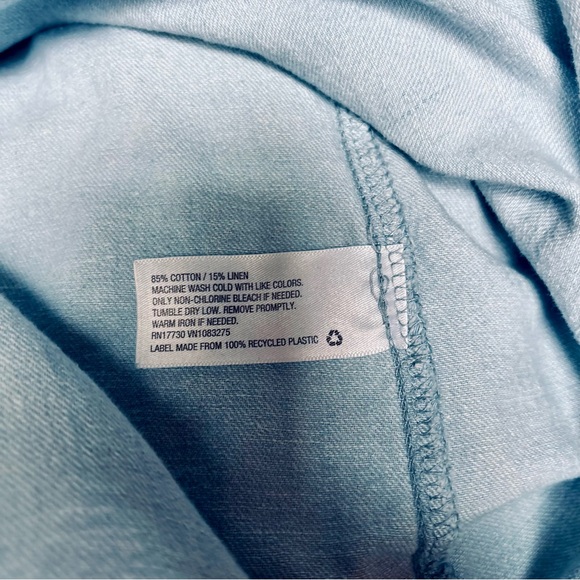 85% COTTON / 15% LINEN
MACHINE WASH COLD WITH LIKE COLORS.
ONLY NON-CHLORINE BLEACH IF NEEDED.
TUMBLE DRY LOW. REMOVE PROMPTLY.
WARM IRON IF NEEDED.
RN17730 VN1083275
LABEL MADE FROM 100% RECYCLED PLASTIC